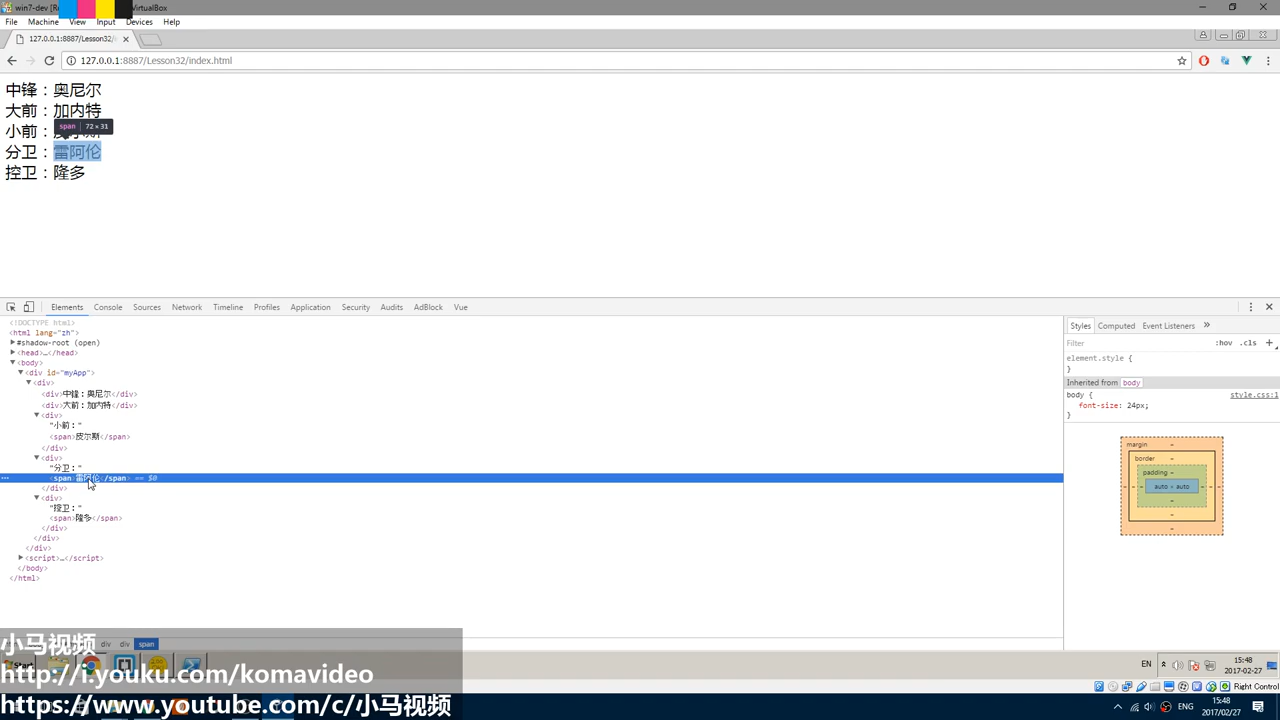 win7-dev [R
VirtualBox
File Machine View Input Devices Help
127.0.0.1:8887/Lesson32/
127.0.0.1:8887/Lesson32/index.html
中锋：奥尼尔
大前：加内特
span 72 × 31
小前：
分卫：雷阿伦
控卫：隆多
Elements Console Sources Network Timeline Profiles Application Security Audits AdBlock Vue
<!DOCTYPE html>
<html lang="zh">
#shadow-root (open)
<head>…</head>
<body>
<div id="myApp">
<div>
<div>中锋：奥尼尔</div>
<div>大前：加内特</div>
<div>
"小前："
<span>皮尔斯</span>
</div>
<div>
"分卫："
<span>雷阿伦</span> == $0
</div>
<div>
"控卫："
<span>隆多</span>
</div>
</div>
</div>
<script>…</script>
</body>
</html>
Styles Computed Event Listeners »
Filter :hov .cls +
element.style {
}
Inherited from body
body { style.css:1
font-size: 24px;
}
margin -
border -
padding -
auto × auto
div div span
小马视频
http://i.youku.com/komavideo
https://www.youtube.com/c/小马视频
Start
EN 15:48
2017-02-27
Right Control
ENG 15:48
2017/02/27